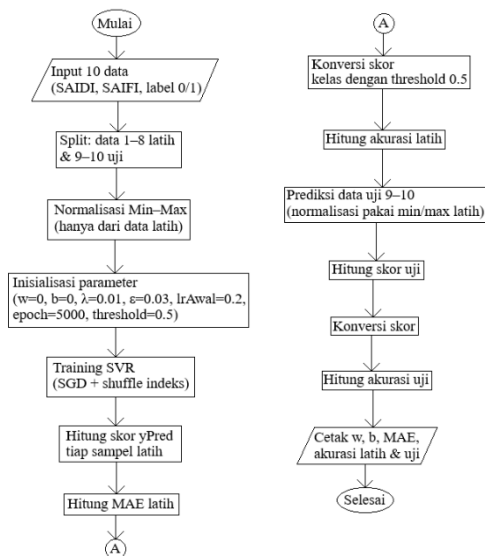 Mulai
Input 10 data
(SAIDI, SAIFI, label 0/1)
Split: data 1–8 latih
& 9–10 uji
Normalisasi Min–Max
(hanya dari data latih)
Inisialisasi parameter
(w=0, b=0, λ=0.01, ε=0.03, lrAwal=0.2,
epoch=5000, threshold=0.5)
Training SVR
(SGD + shuffle indeks)
Hitung skor yPred
tiap sampel latih
Hitung MAE latih
A
A
Konversi skor
kelas dengan threshold 0.5
Hitung akurasi latih
Prediksi data uji 9–10
(normalisasi pakai min/max latih)
Hitung skor uji
Konversi skor
Hitung akurasi uji
Cetak w, b, MAE,
akurasi latih & uji
Selesai